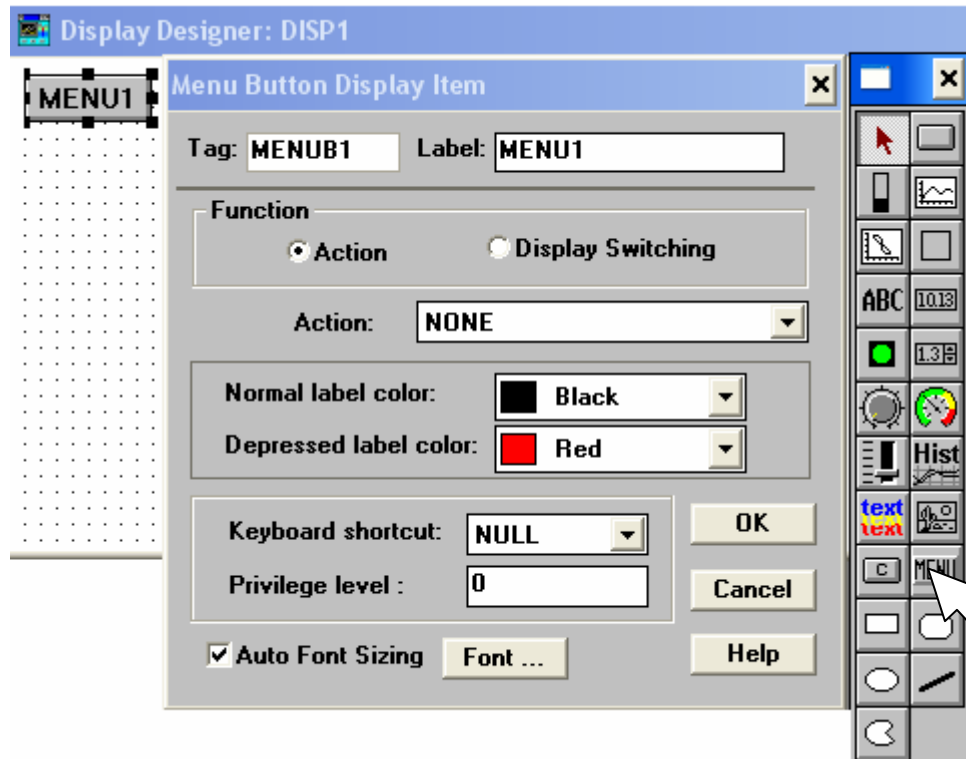 Display Designer: DISP1
MENU1
Menu Button Display Item
Tag: MENUB1 Label: MENU1
Function
Action Display Switching
Action: NONE
Normal label color: Black
Depressed label color: Red
Keyboard shortcut: NULL
Privilege level : 0
OK
Cancel
Auto Font Sizing Font ...
Help
ABC 10.13
1.3
Hist
text
text
C MENU